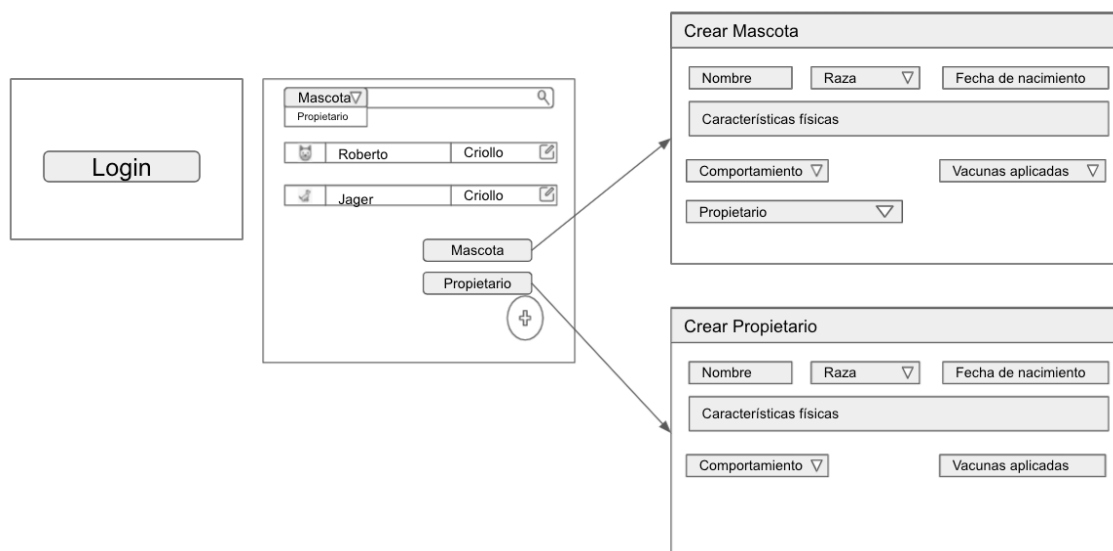 Login
Mascota
Propietario
Roberto Criollo
Jager Criollo
Mascota
Propietario
Crear Mascota
Nombre Raza Fecha de nacimiento
Características físicas
Comportamiento Vacunas aplicadas
Propietario
Crear Propietario
Nombre Raza Fecha de nacimiento
Características físicas
Comportamiento Vacunas aplicadas